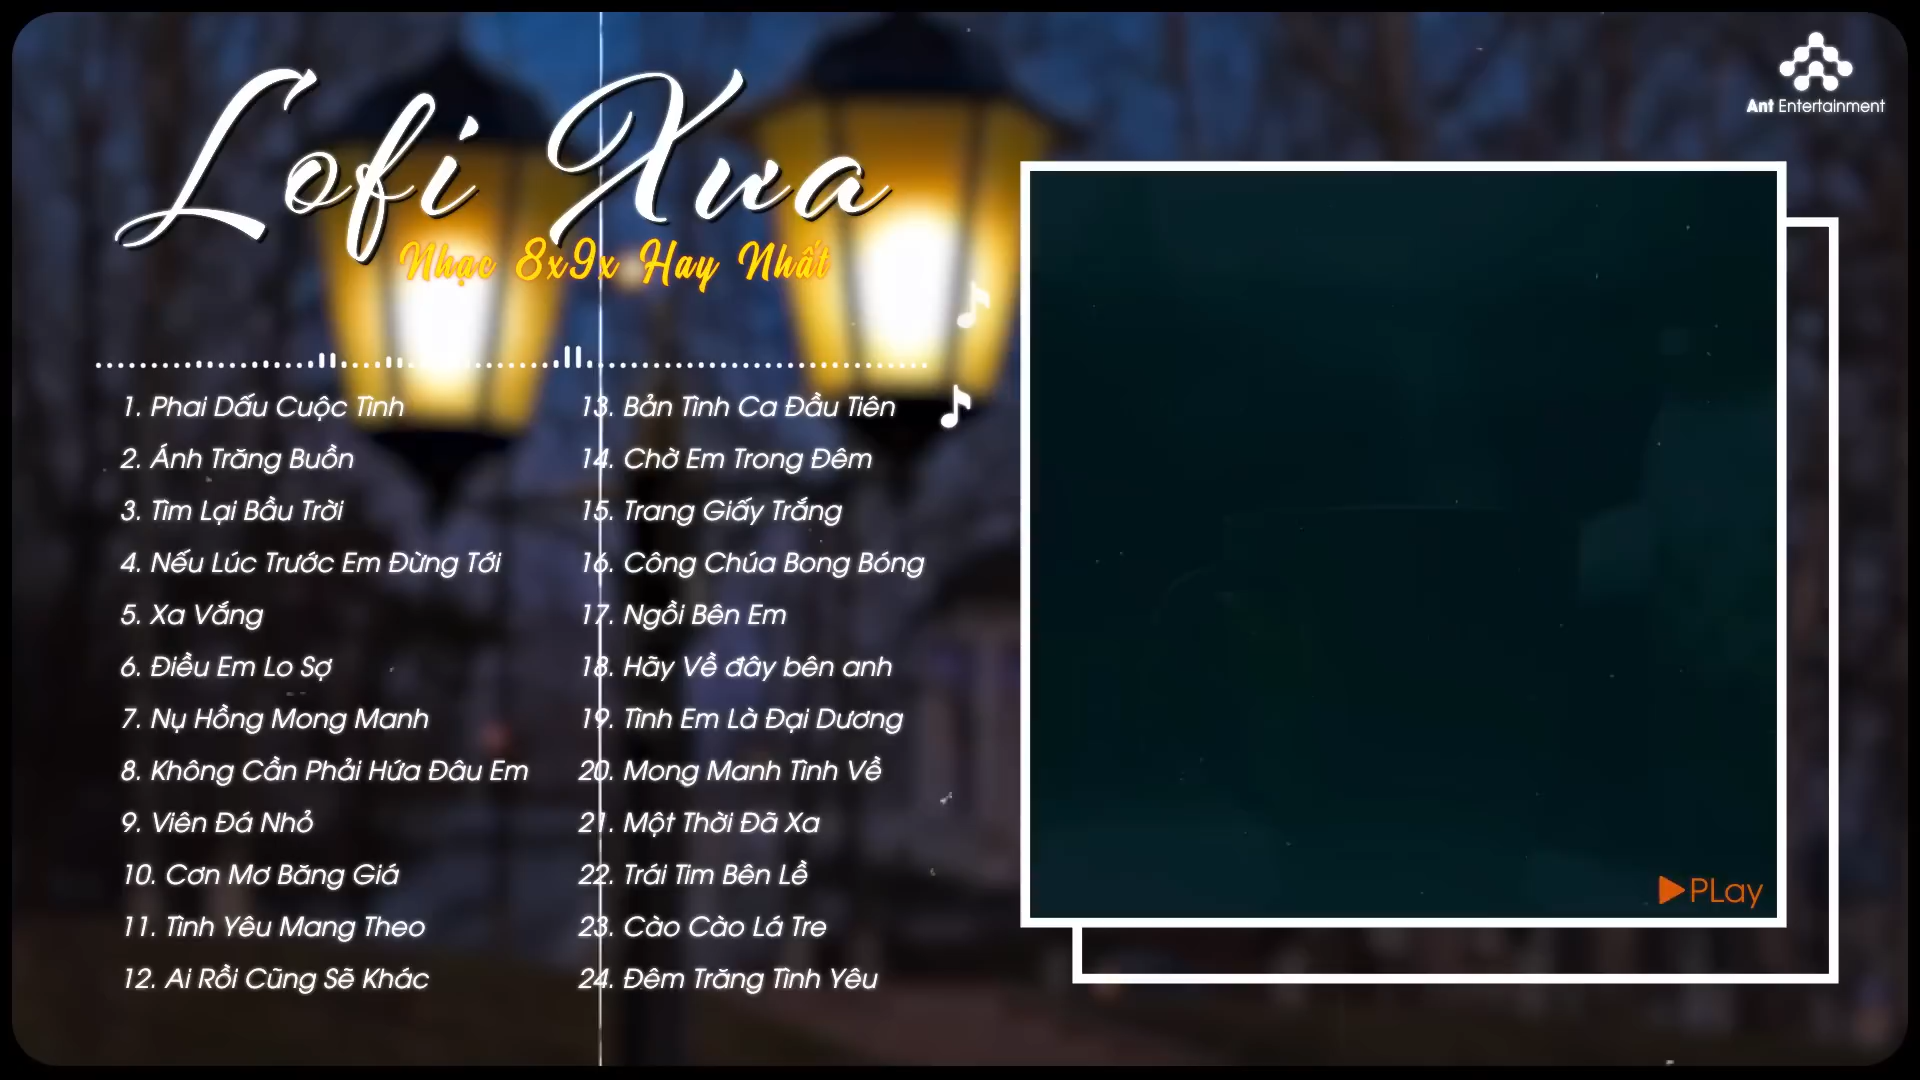 Lofi Xưa
Nhạc 8x9x Hay Nhất
Ant Entertainment
1. Phai Dấu Cuộc Tình
2. Ánh Trăng Buồn
3. Tìm Lại Bầu Trời
4. Nếu Lúc Trước Em Đừng Tới
5. Xa Vắng
6. Điều Em Lo Sợ
7. Nụ Hồng Mong Manh
8. Không Cần Phải Hứa Đâu Em
9. Viên Đá Nhỏ
10. Cơn Mơ Băng Giá
11. Tình Yêu Mang Theo
12. Ai Rồi Cũng Sẽ Khác
13. Bản Tình Ca Đầu Tiên
14. Chờ Em Trong Đêm
15. Trang Giấy Trắng
16. Công Chúa Bong Bóng
17. Ngồi Bên Em
18. Hãy Về đây bên anh
19. Tình Em Là Đại Dương
20. Mong Manh Tình Về
21. Một Thời Đã Xa
22. Trái Tim Bên Lề
23. Cào Cào Lá Tre
24. Đêm Trăng Tình Yêu
PLay